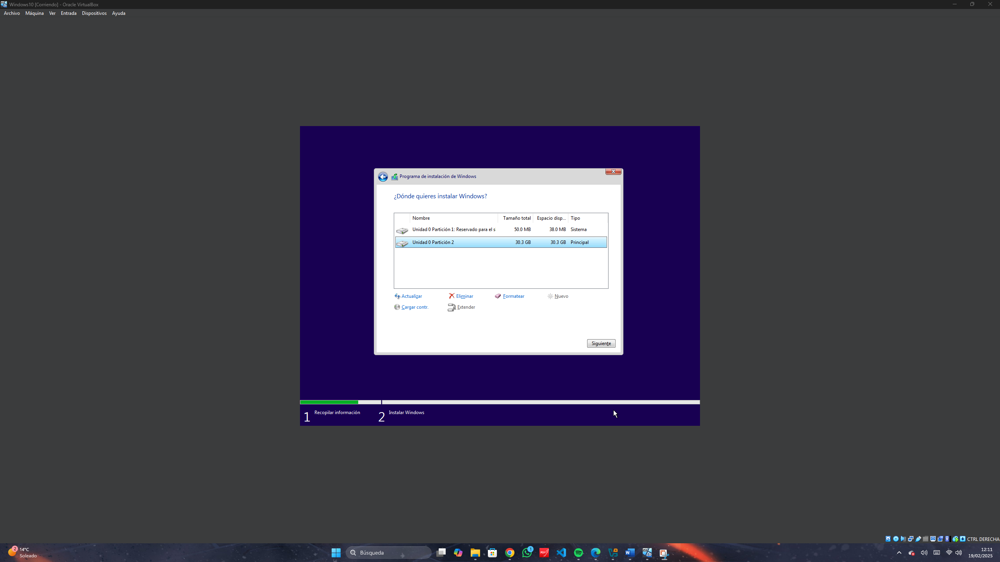 Windows10 [Corriendo] - Oracle VirtualBox
Archivo Máquina Ver Entrada Dispositivos Ayuda
Programa de instalación de Windows
¿Dónde quieres instalar Windows?
Nombre Tamaño total Espacio disp... Tipo
Unidad 0 Partición 1: Reservado para el s 50.0 MB 38.0 MB Sistema
Unidad 0 Partición 2 30.3 GB 30.3 GB Principal
Actualizar Eliminar Formatear Nuevo
Cargar contr. Extender
Siguiente
1 Recopilar información 2 Instalar Windows
CTRL DERECHA
2 14°C
Soleado
Búsqueda
1
PDF
12:11
19/02/2025